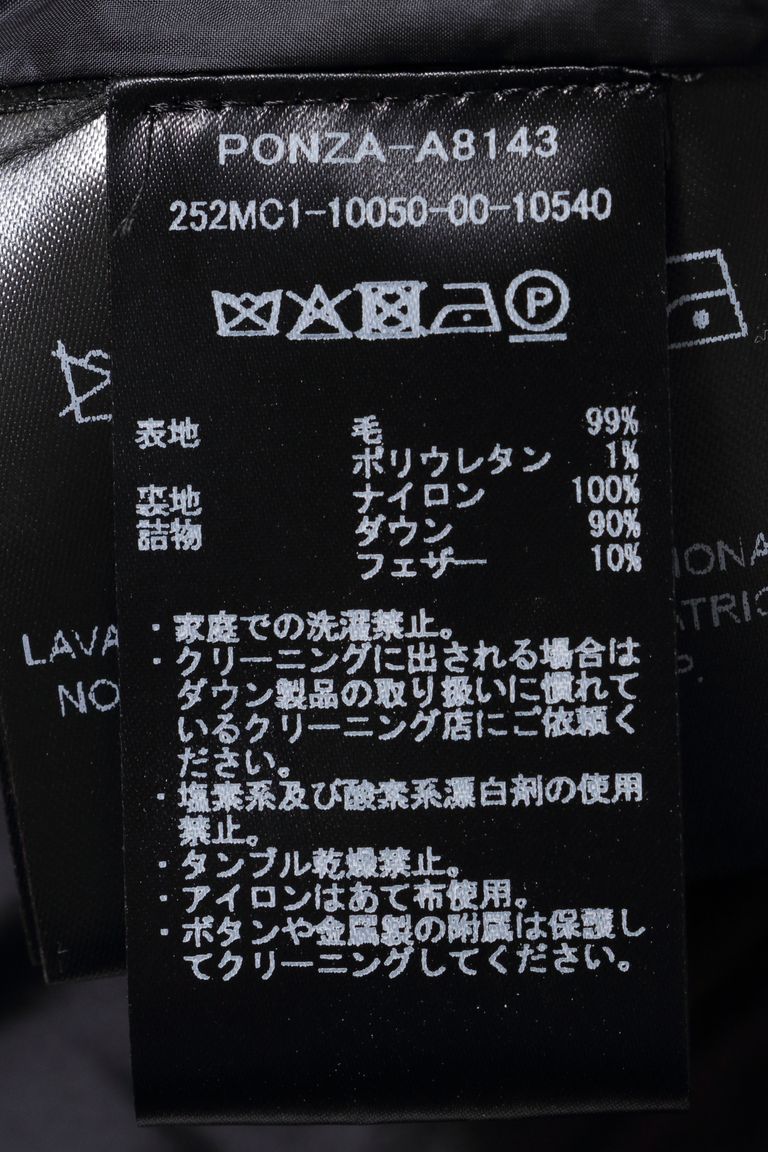 PONZA-A8143
252MC1-10050-00-10540
P
表地 毛 99%
ポリウレタン 1%
裏地 ナイロン 100%
詰物 ダウン 90%
フェザー 10%
・家庭での洗濯禁止。
・クリーニングに出される場合は
ダウン製品の取り扱いに慣れて
いるクリーニング店にご依頼く
ださい。
・塩素系及び酸素系漂白剤の使用
禁止。
・タンブル乾燥禁止。
・アイロンはあて布使用。
・ボタンや金属製の附属は保護し
てクリーニングしてください。
LAVA
NO
IONA
ATRIC
P.